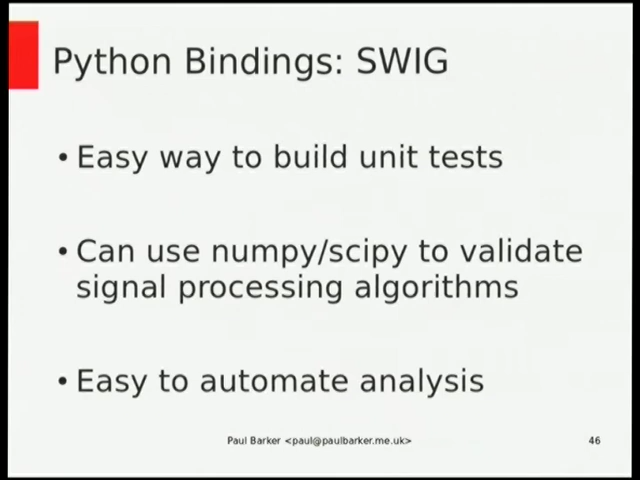 Python Bindings: SWIG
• Easy way to build unit tests
• Can use numpy/scipy to validate
signal processing algorithms
• Easy to automate analysis
Paul Barker <paul@paulbarker.me.uk>
46